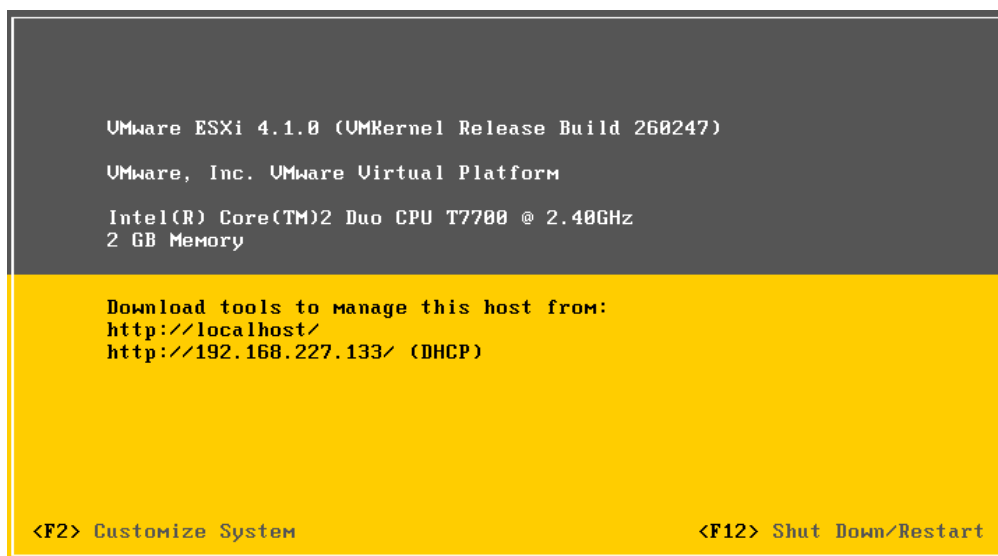 VMware ESXi 4.1.0 (VMKernel Release Build 260247)
VMware, Inc. VMware Virtual Platform
Intel(R) Core(TM)2 Duo CPU T7700 @ 2.40GHz
2 GB Memory
Download tools to manage this host from:
http://localhost/
http://192.168.227.133/ (DHCP)
<F2> Customize System <F12> Shut Down/Restart